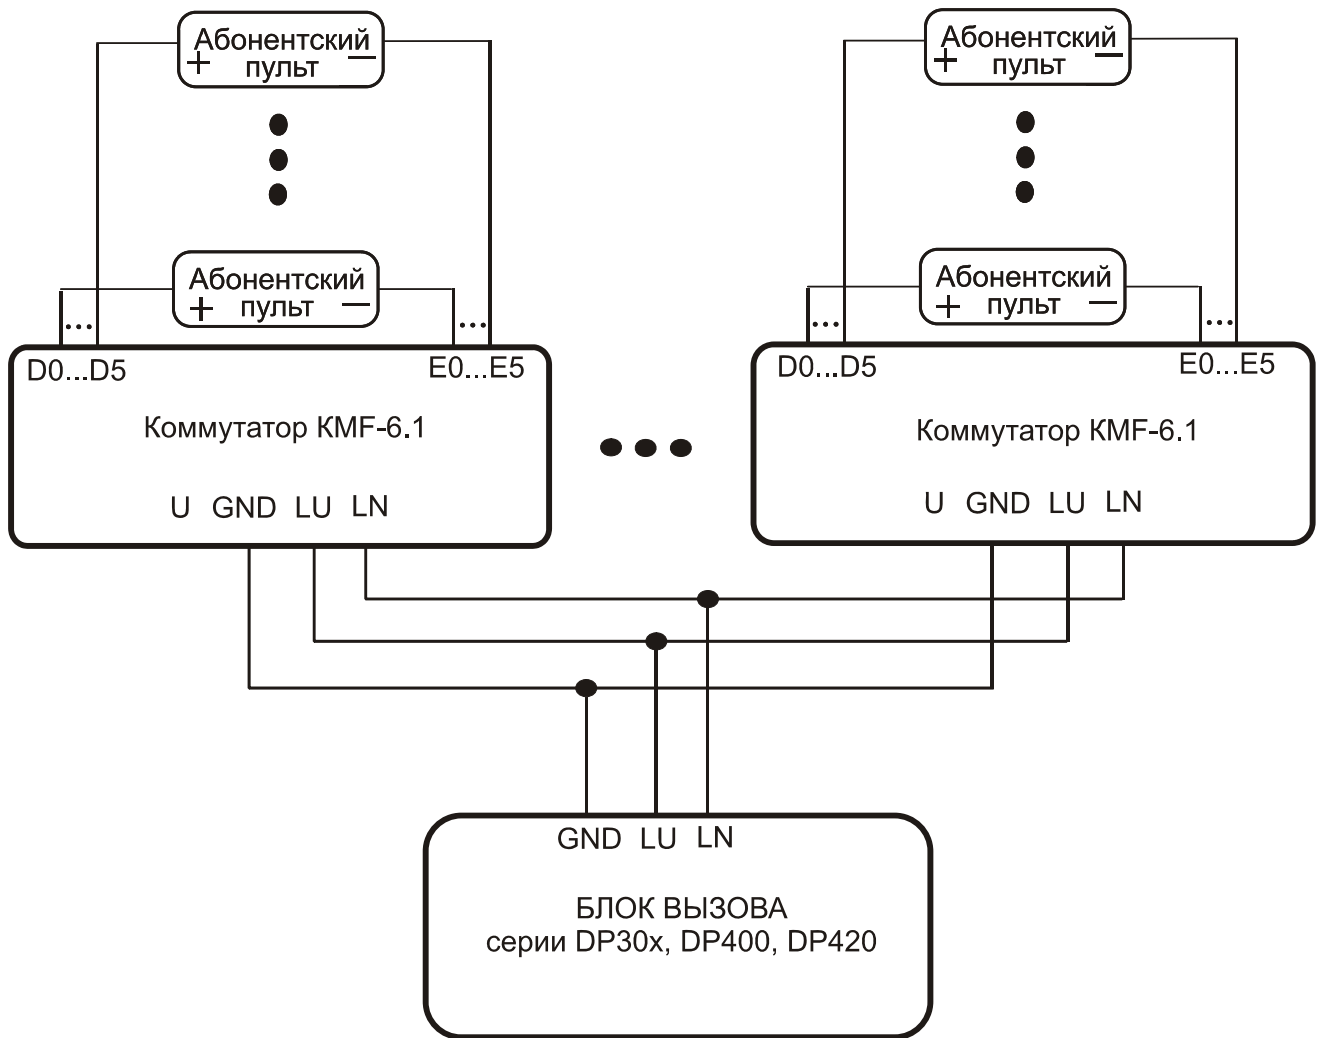 Абонентский
+ пульт −
Абонентский
+ пульт −
Абонентский
+ пульт −
Абонентский
+ пульт −
...
...
...
...
D0...D5
E0...E5
D0...D5
E0...E5
Коммутатор KMF-6.1
Коммутатор KMF-6.1
U GND LU LN
U GND LU LN
GND LU LN
БЛОК ВЫЗОВА
серии DP30x, DP400, DP420